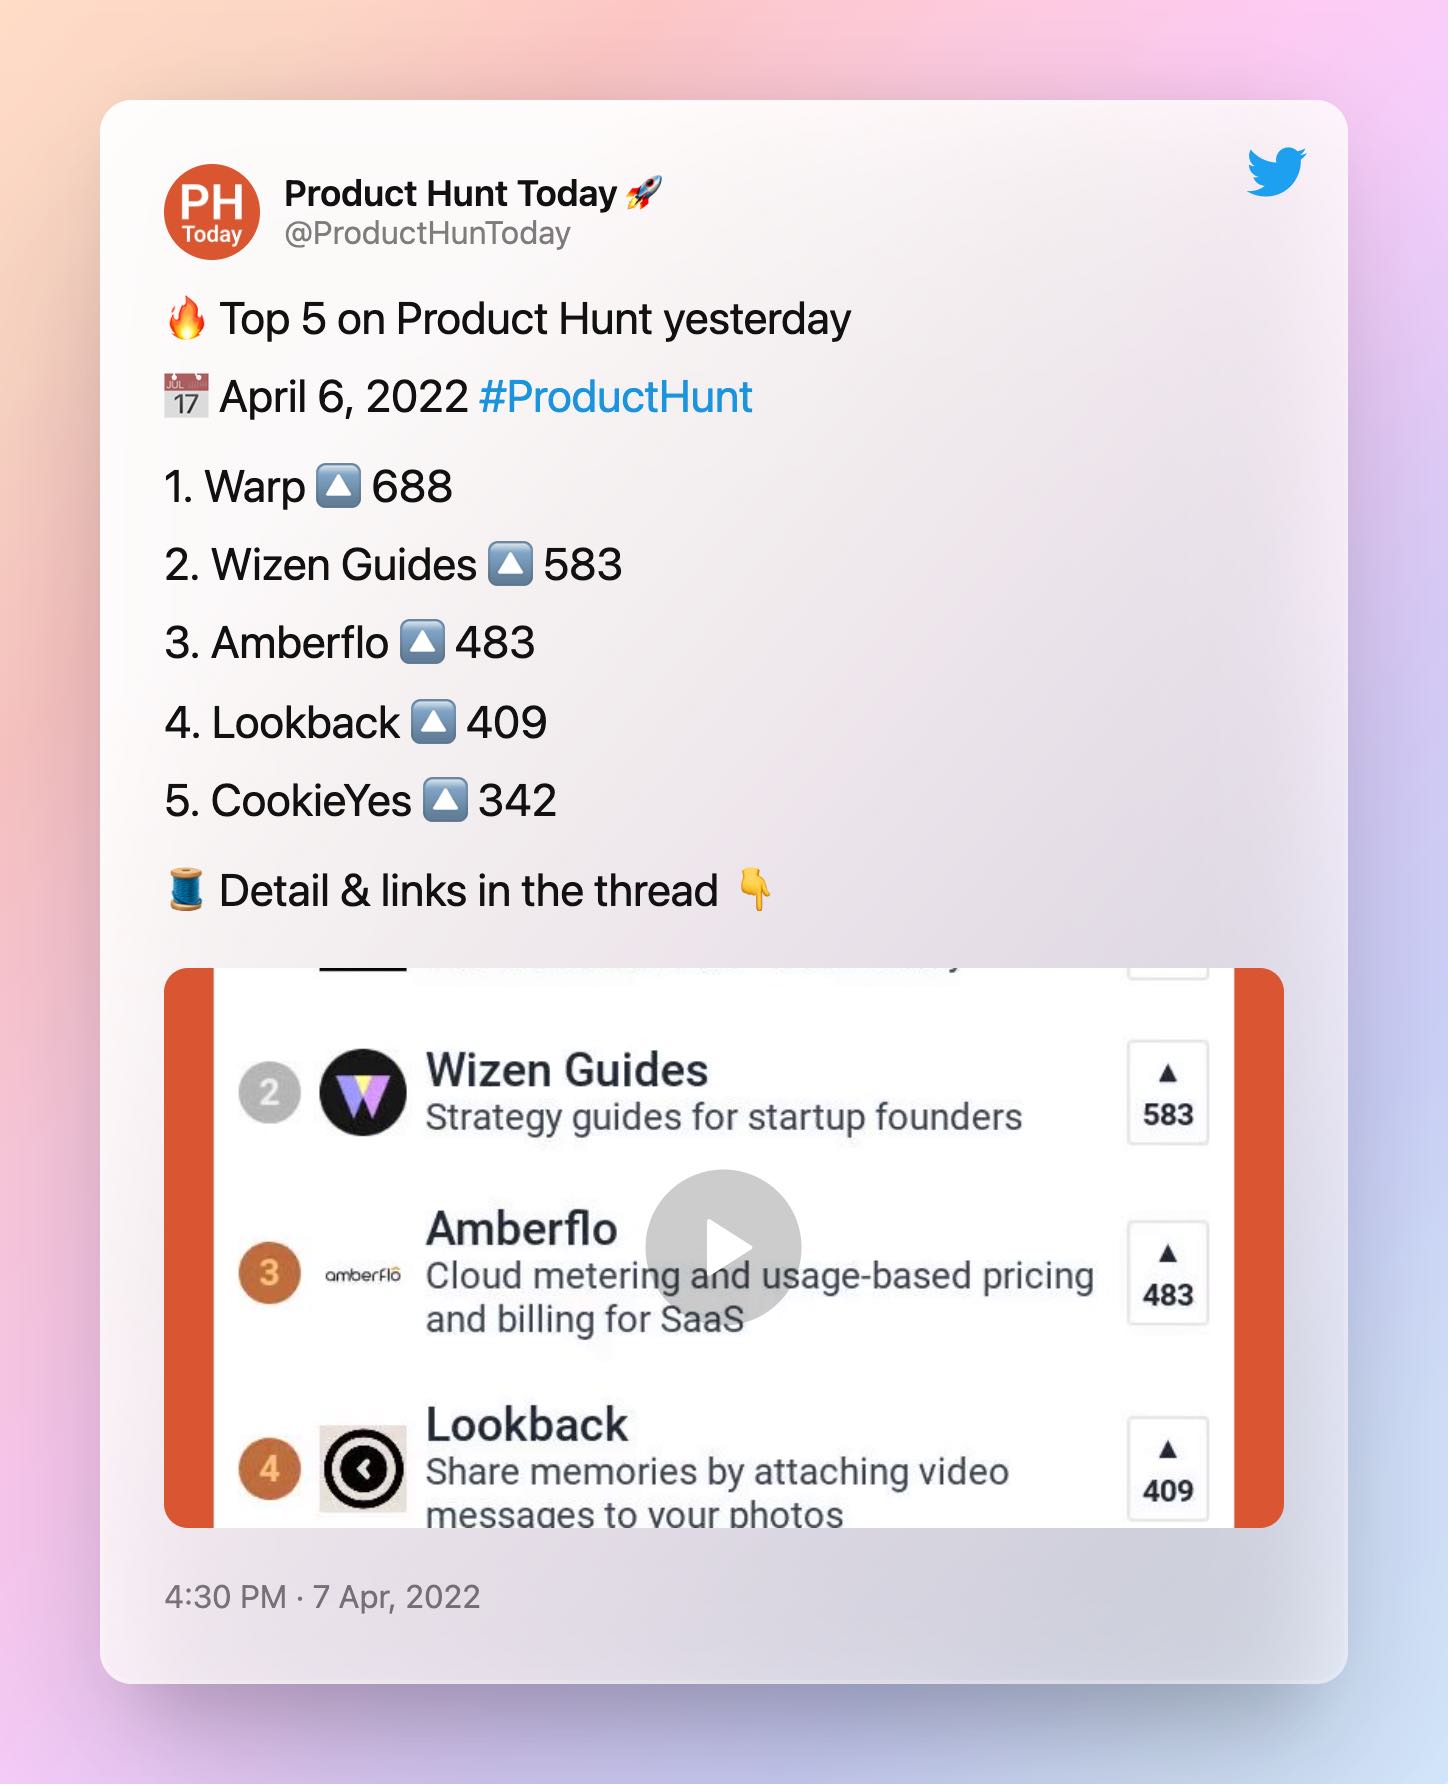 PH
Today
Product Hunt Today 🚀
@ProductHunToday
🔥 Top 5 on Product Hunt yesterday
📅 April 6, 2022 #ProductHunt
1. Warp 🔼 688
2. Wizen Guides 🔼 583
3. Amberflo 🔼 483
4. Lookback 🔼 409
5. CookieYes 🔼 342
🧵 Detail & links in the thread 👇
2
Wizen Guides
Strategy guides for startup founders
▲
583
3
amberflo
Amberflo
Cloud metering and usage-based pricing
and billing for SaaS
▲
483
4
Lookback
Share memories by attaching video
messages to your photos
▲
409
4:30 PM · 7 Apr, 2022